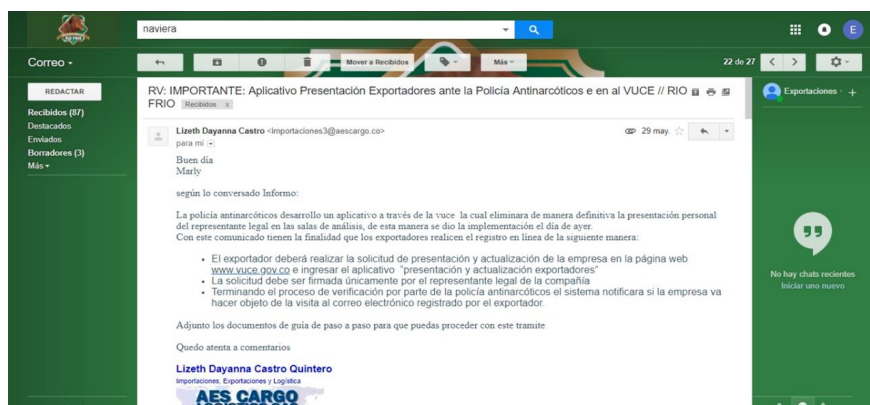 naviera
E
Correo
Mover a Recibidos
Más
22 de 27
REDACTAR
Recibidos (87)
Destacados
Enviados
Borradores (3)
Más
RV: IMPORTANTE: Aplicativo Presentación Exportadores ante la Policía Antinarcóticos e en al VUCE // RIO
FRIO Recibidos x
Exportaciones
Lizeth Dayanna Castro <importaciones3@aescargo.co>
29 may.
para mí
Buen día
Marly
según lo conversado Informo:
La policía antinarcóticos desarrollo un aplicativo a través de la vuce la cual eliminara de manera definitiva la presentación personal
del representante legal en las salas de análisis, de esta manera se dio la implementación el día de ayer.
Con este comunicado tienen la finalidad que los exportadores realicen el registro en línea de la siguiente manera:
• El exportador deberá realizar la solicitud de presentación y actualización de la empresa en la página web
www.vuce.gov.co e ingresar el aplicativo "presentación y actualización exportadores"
• La solicitud debe ser firmada únicamente por el representante legal de la compañía
• Terminando el proceso de verificación por parte de la policía antinarcóticos el sistema notificara si la empresa va
hacer objeto de la visita al correo electrónico registrado por el exportador.
Adjunto los documentos de guía de paso a paso para que puedas proceder con este tramite
Quedo atenta a comentarios
Lizeth Dayanna Castro Quintero
Importaciones, Exportaciones y Logística
AES CARGO
No hay chats recientes
Iniciar uno nuevo